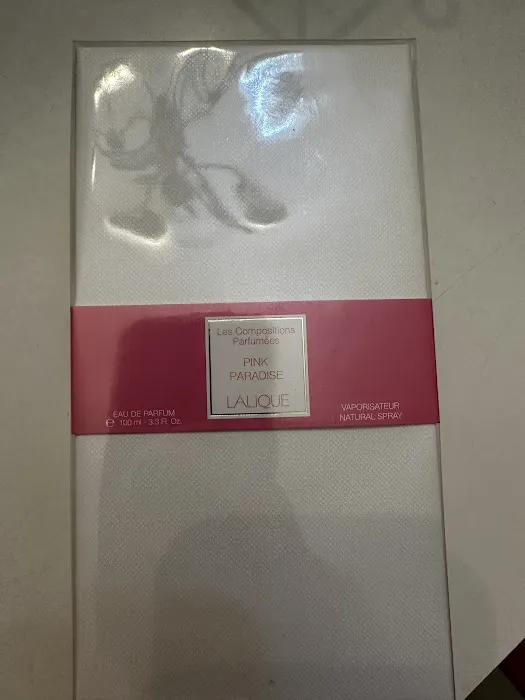 Les Compositions
Parfumées
PINK
PARADISE
LALIQUE
EAU DE PARFUM
℮ 100 ml - 3.3 Fl. Oz.
VAPORISATEUR
NATURAL SPRAY